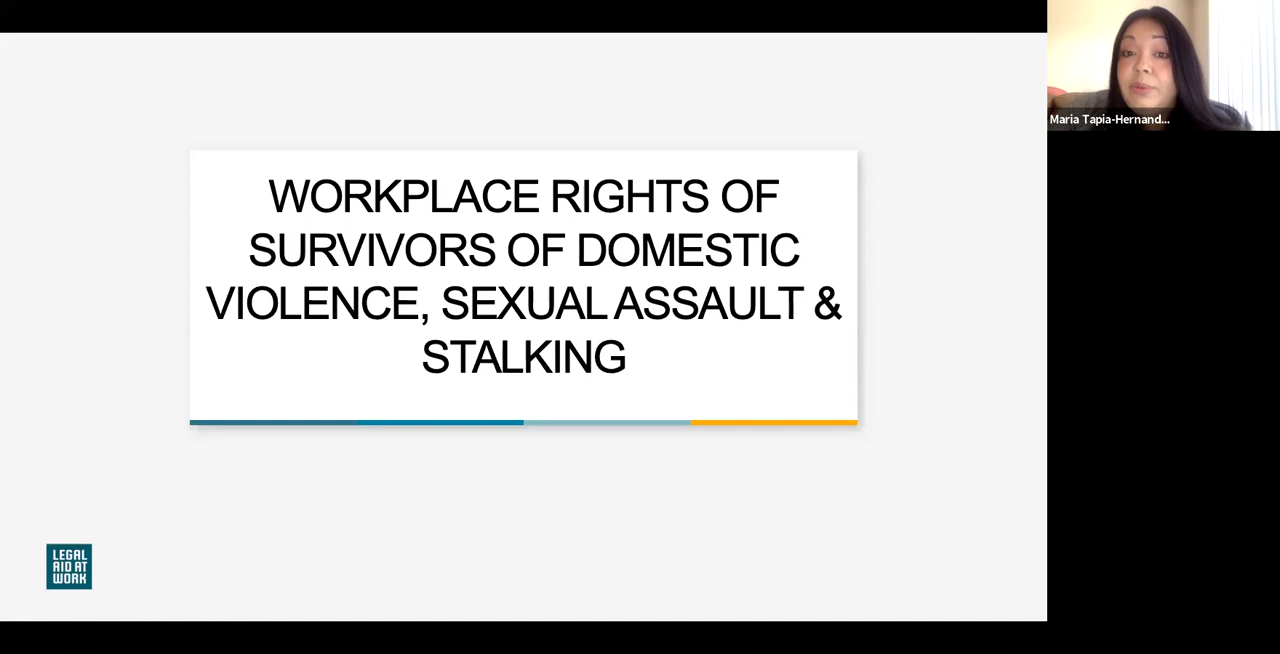 WORKPLACE RIGHTS OF
SURVIVORS OF DOMESTIC
VIOLENCE, SEXUAL ASSAULT &
STALKING
LEGAL
AID AT
WORK
Maria Tapia-Hernand...